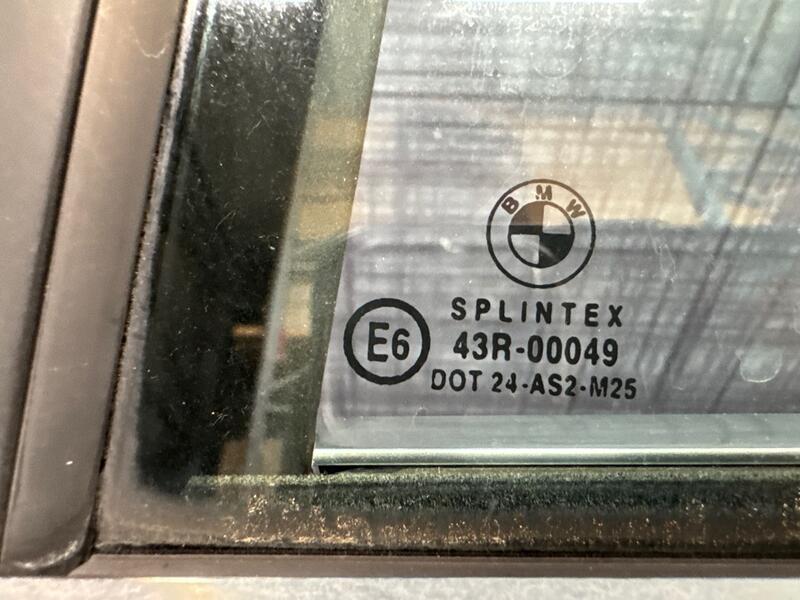 BMW
SPLINTEX
E6
43R-00049
DOT 24-AS2-M25